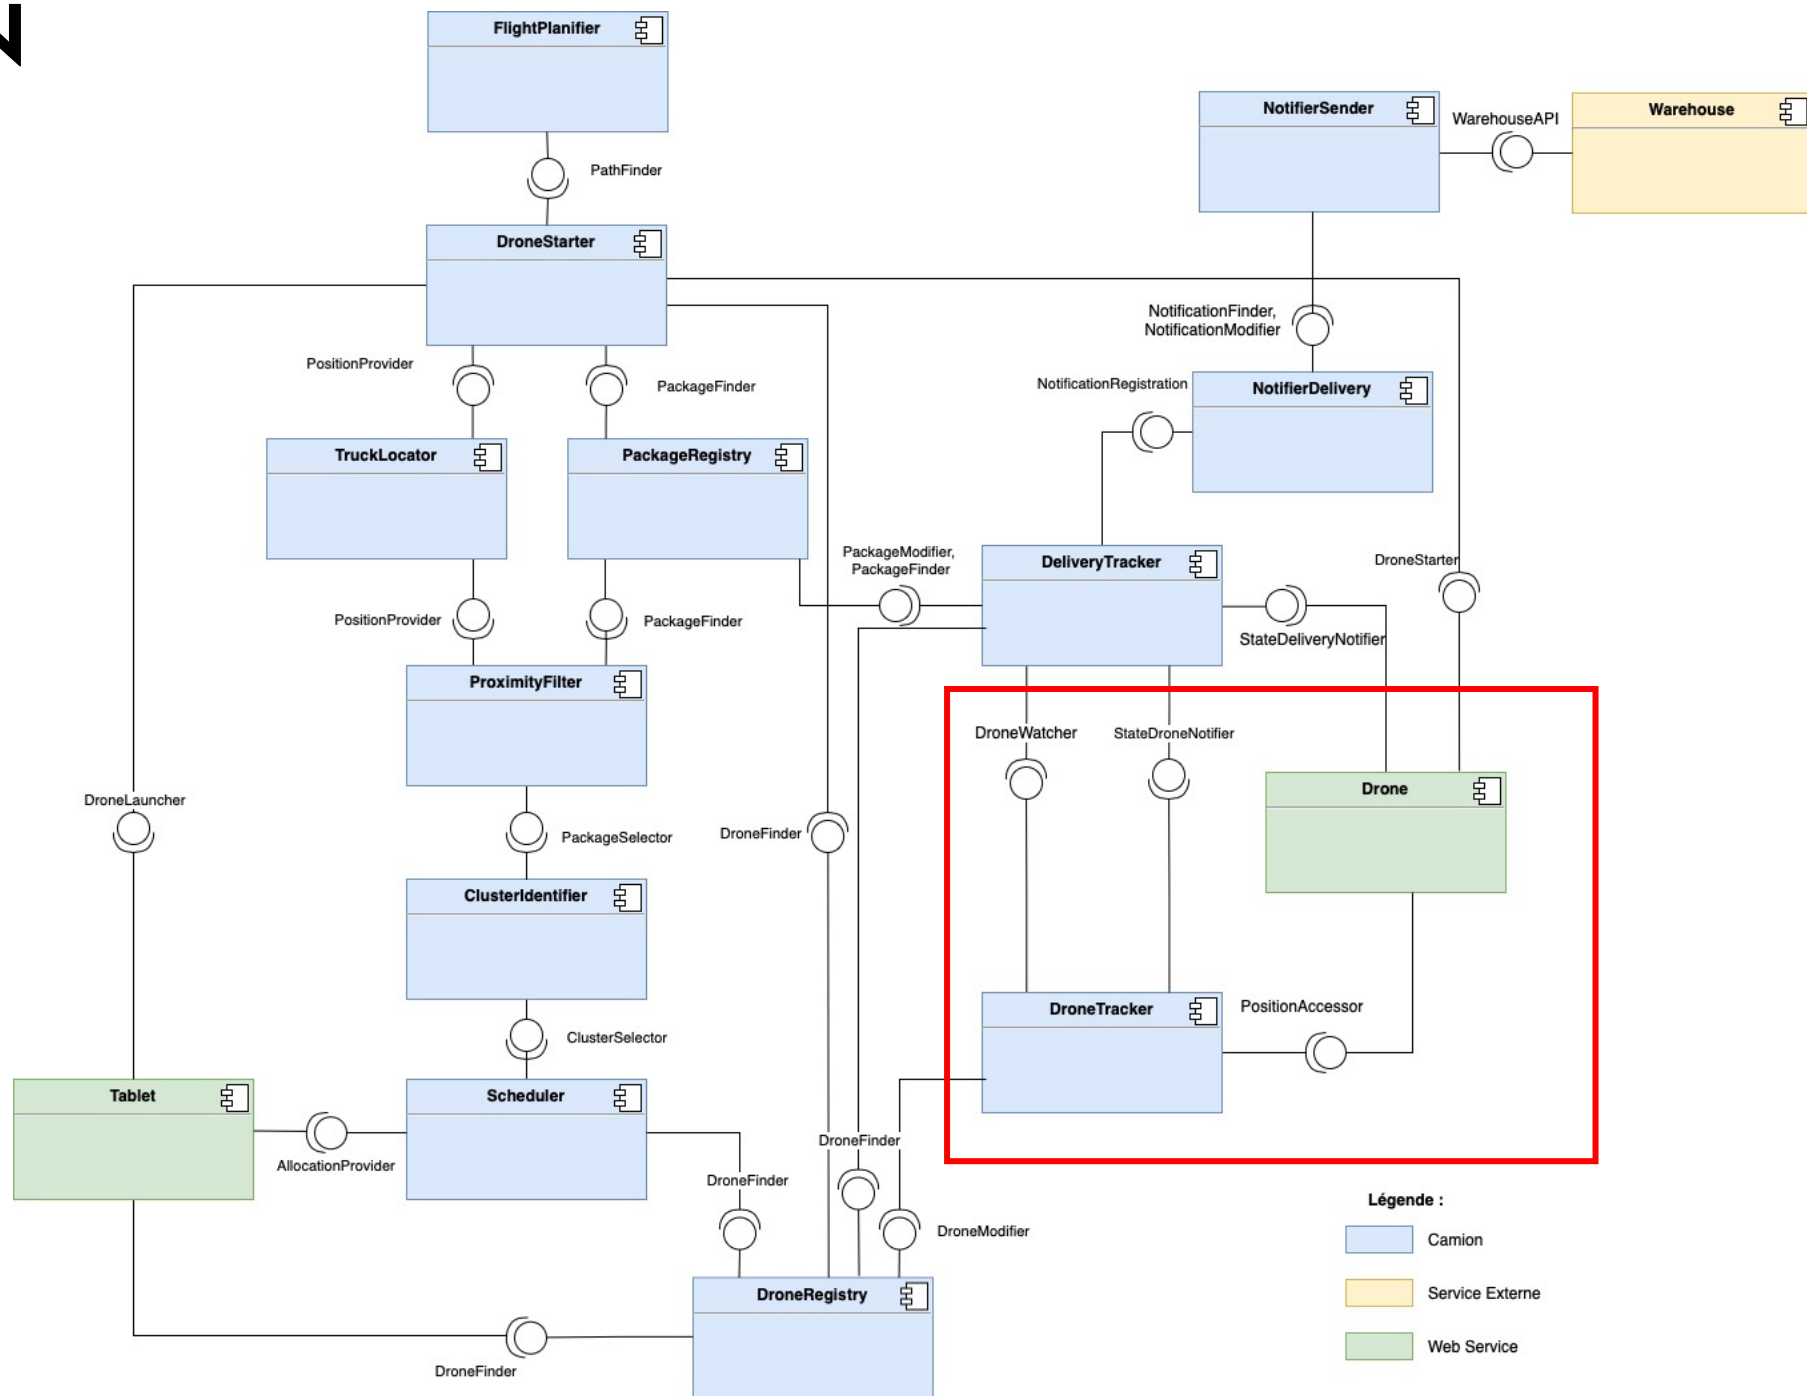 FlightPlanifier
PathFinder
NotifierSender
WarehouseAPI
Warehouse
DroneStarter
NotificationFinder,
NotificationModifier
PositionProvider
PackageFinder
NotificationRegistration
NotifierDelivery
TruckLocator
PackageRegistry
PackageModifier,
PackageFinder
DeliveryTracker
DroneStarter
StateDeliveryNotifier
PositionProvider
PackageFinder
ProximityFilter
DroneWatcher
StateDroneNotifier
Drone
DroneLauncher
PackageSelector
DroneFinder
ClusterIdentifier
ClusterSelector
DroneTracker
PositionAccessor
Tablet
AllocationProvider
Scheduler
DroneFinder
DroneFinder
DroneModifier
DroneRegistry
DroneFinder
Légende :
Camion
Service Externe
Web Service